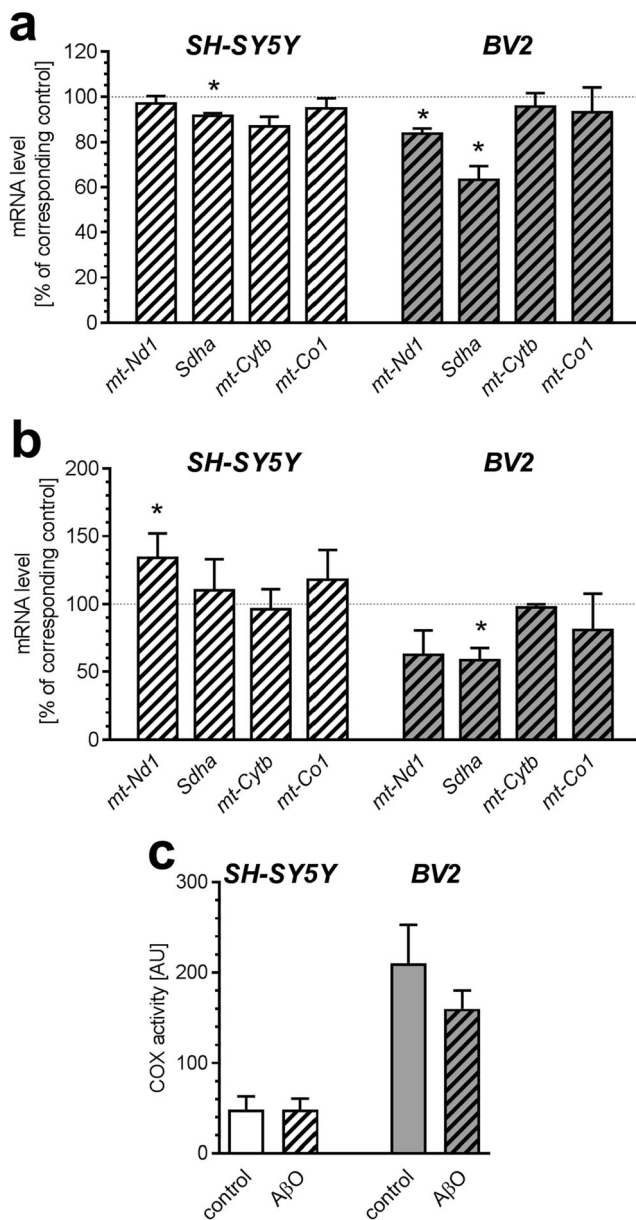 a
SH-SY5Y BV2
120
100
80
60
40
20
0
mRNA level
[% of corresponding control]
* * *
mt-Nd1 Sdha mt-Cytb mt-Co1 mt-Nd1 Sdha mt-Cytb mt-Co1
b
SH-SY5Y BV2
200
150
100
50
0
mRNA level
[% of corresponding control]
* *
mt-Nd1 Sdha mt-Cytb mt-Co1 mt-Nd1 Sdha mt-Cytb mt-Co1
c
SH-SY5Y BV2
300
200
100
0
COX activity [AU]
control AβO control AβO